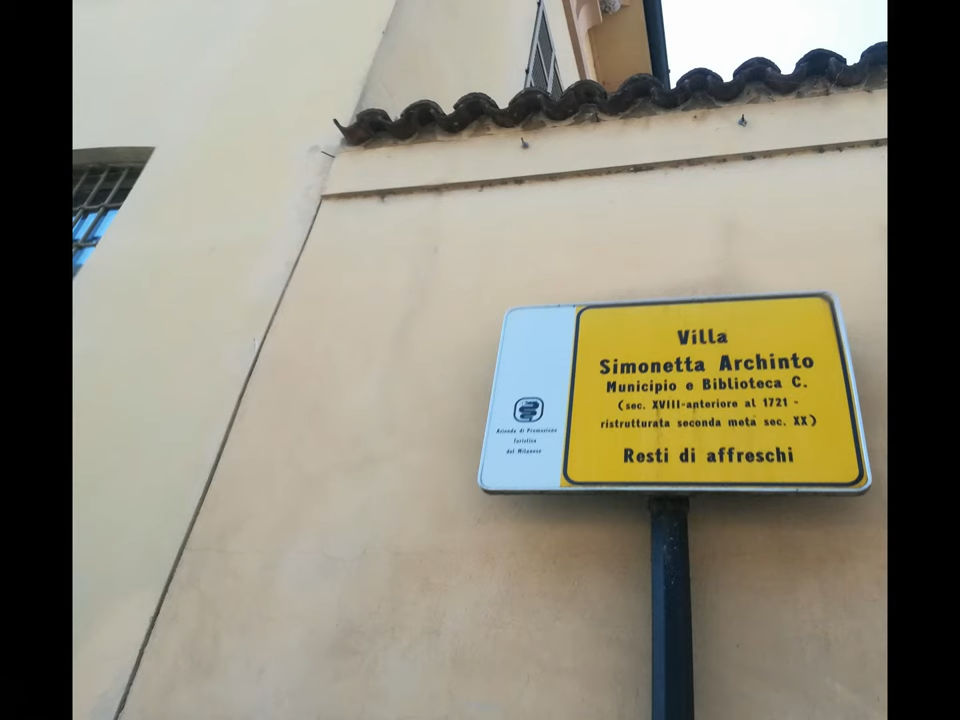 Villa
Simonetta Archinto
Municipio e Biblioteca C.
(sec. XVIII-anteriore al 1721 -
ristrutturata seconda metà sec. XX)
Resti di affreschi
Azienda di Promozione
Turistica
del Milanese